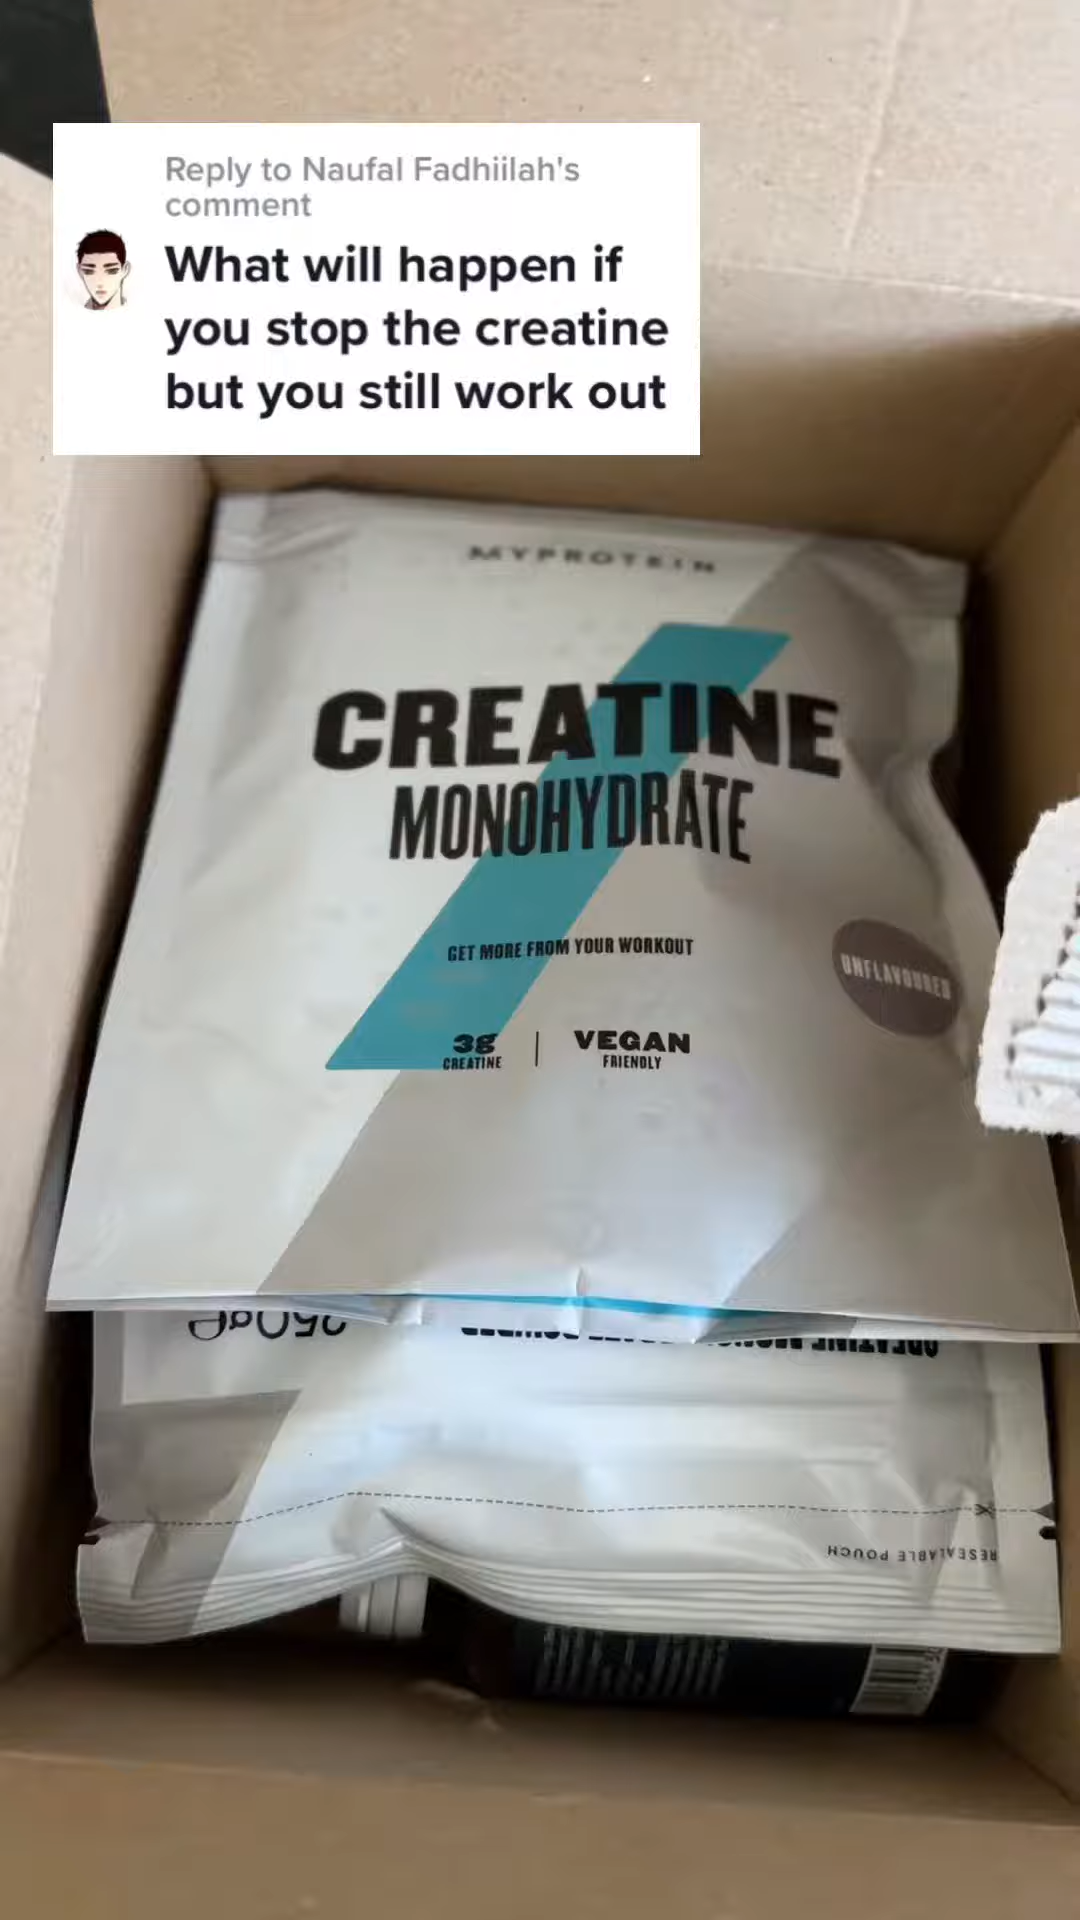 Reply to Naufal Fadhiilah's
comment
What will happen if
you stop the creatine
but you still work out
MYPROTEIN
CREATINE
MONOHYDRATE
GET MORE FROM YOUR WORKOUT
UNFLAVOURED
3g
CREATINE
VEGAN
FRIENDLY
250g℮
RESEALABLE POUCH